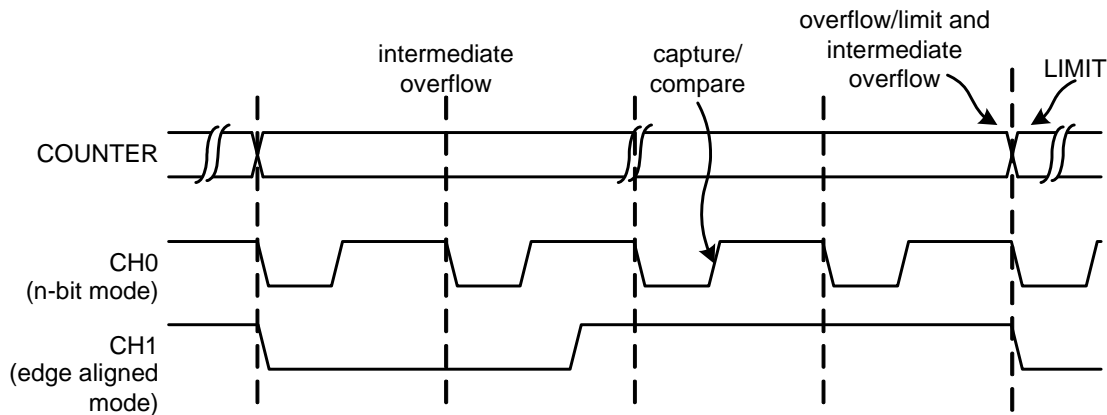 overflow/limit and
intermediate
overflow
intermediate
overflow
capture/
compare
LIMIT
COUNTER
CH0
(n-bit mode)
CH1
(edge aligned
mode)